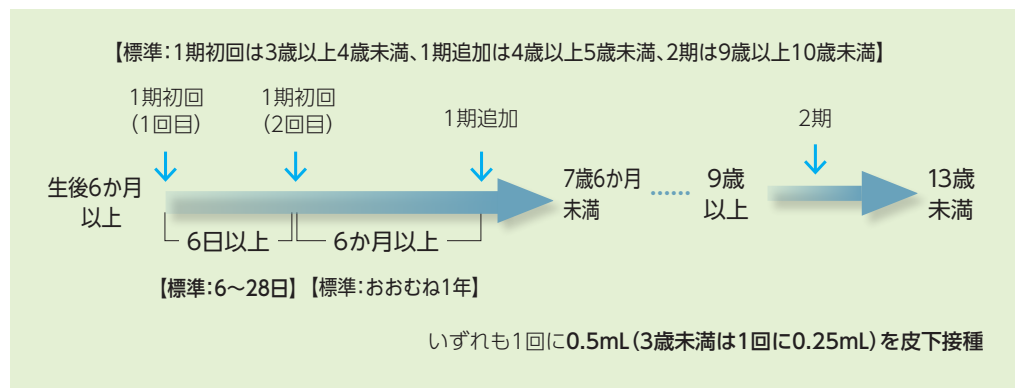 【標準：1期初回は3歳以上4歳未満、1期追加は4歳以上5歳未満、2期は9歳以上10歳未満】
1期初回
（1回目）
1期初回
（2回目）
1期追加
2期
生後6か月
以上
7歳6か月
未満
9歳
以上
13歳
未満
6日以上
6か月以上
【標準：6～28日】
【標準：おおむね1年】
いずれも1回に0.5mL（3歳未満は1回に0.25mL）を皮下接種